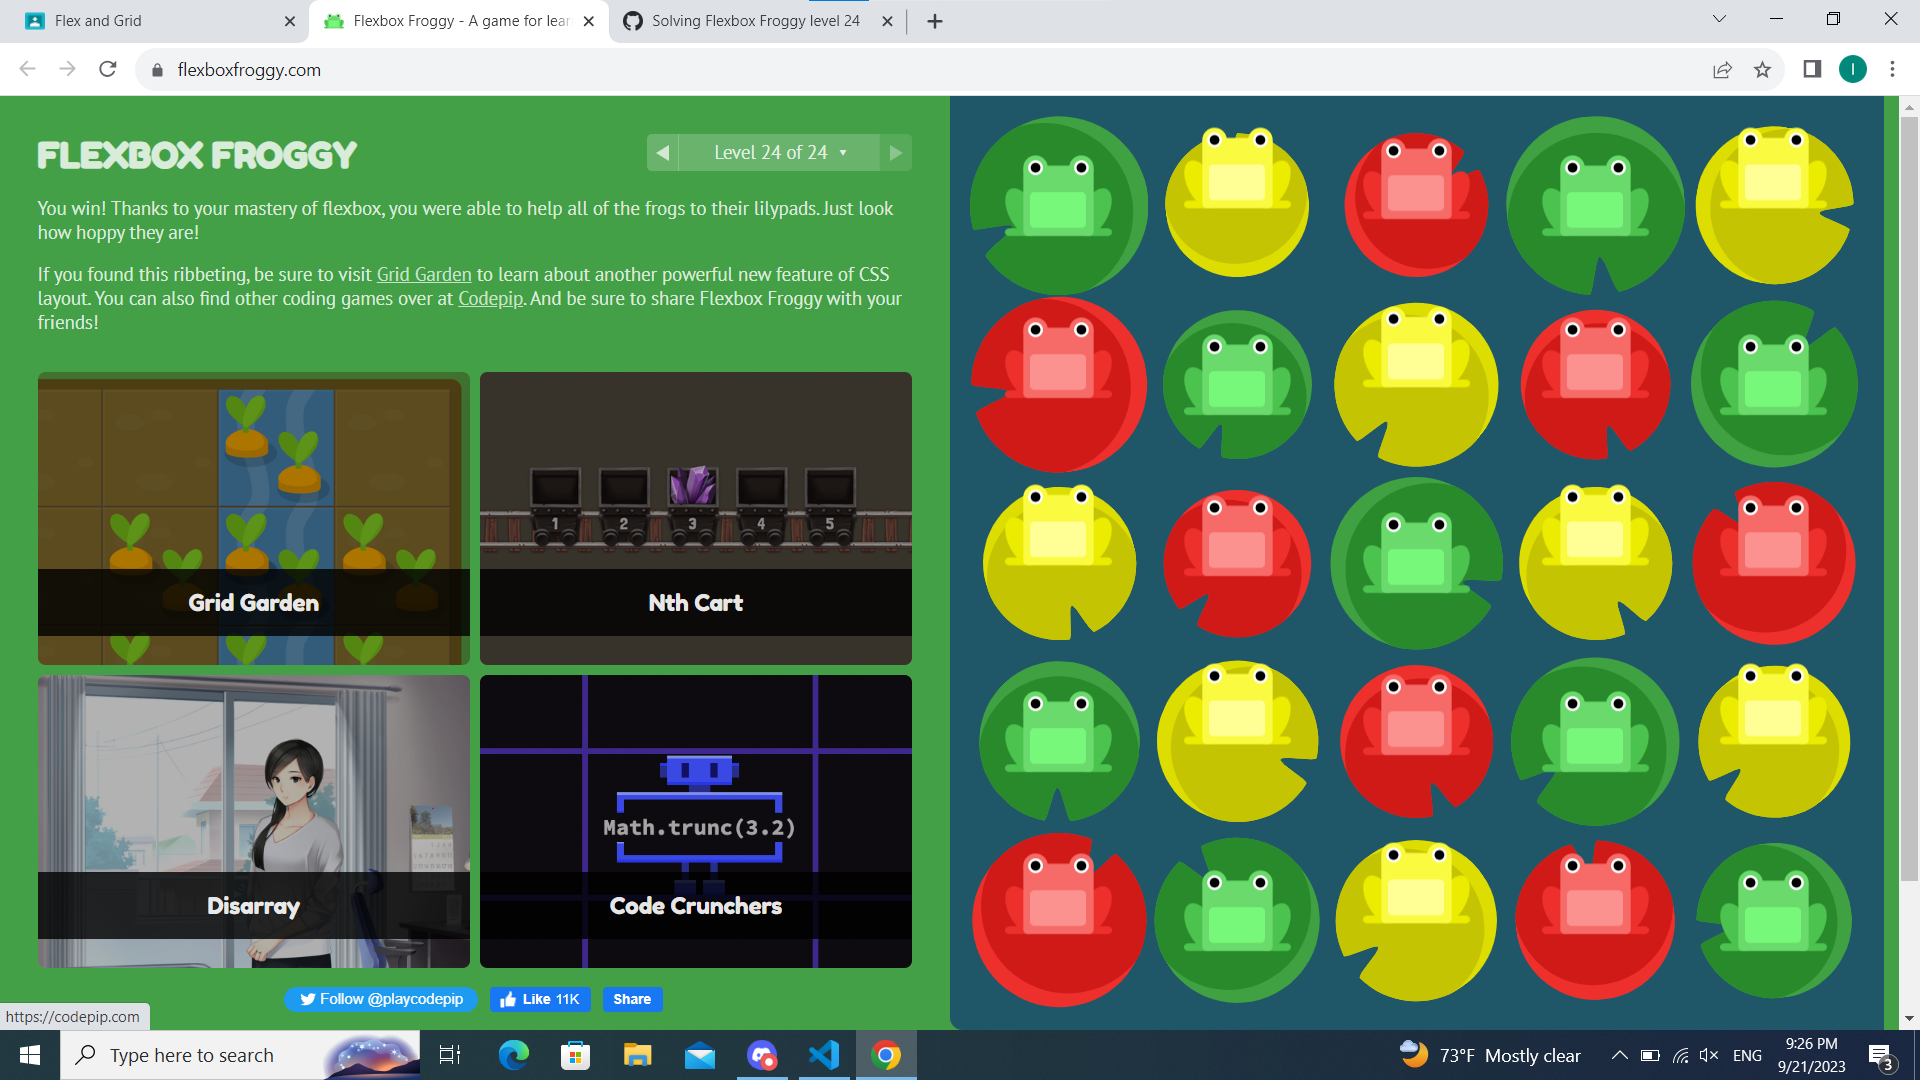 Flex and Grid
Flexbox Froggy - A game for lear
Solving Flexbox Froggy level 24
flexboxfroggy.com
I
FLEXBOX FROGGY
Level 24 of 24
You win! Thanks to your mastery of flexbox, you were able to help all of the frogs to their lilypads. Just look
how hoppy they are!
If you found this ribbeting, be sure to visit Grid Garden to learn about another powerful new feature of CSS
layout. You can also find other coding games over at Codepip. And be sure to share Flexbox Froggy with your
friends!
1 2 3 4 5
Grid Garden
Nth Cart
Math.trunc(3.2)
Disarray
Code Crunchers
Follow @playcodepip
Like 11K
Share
https://codepip.com
Type here to search
73°F Mostly clear
ENG
9:26 PM
9/21/2023
3